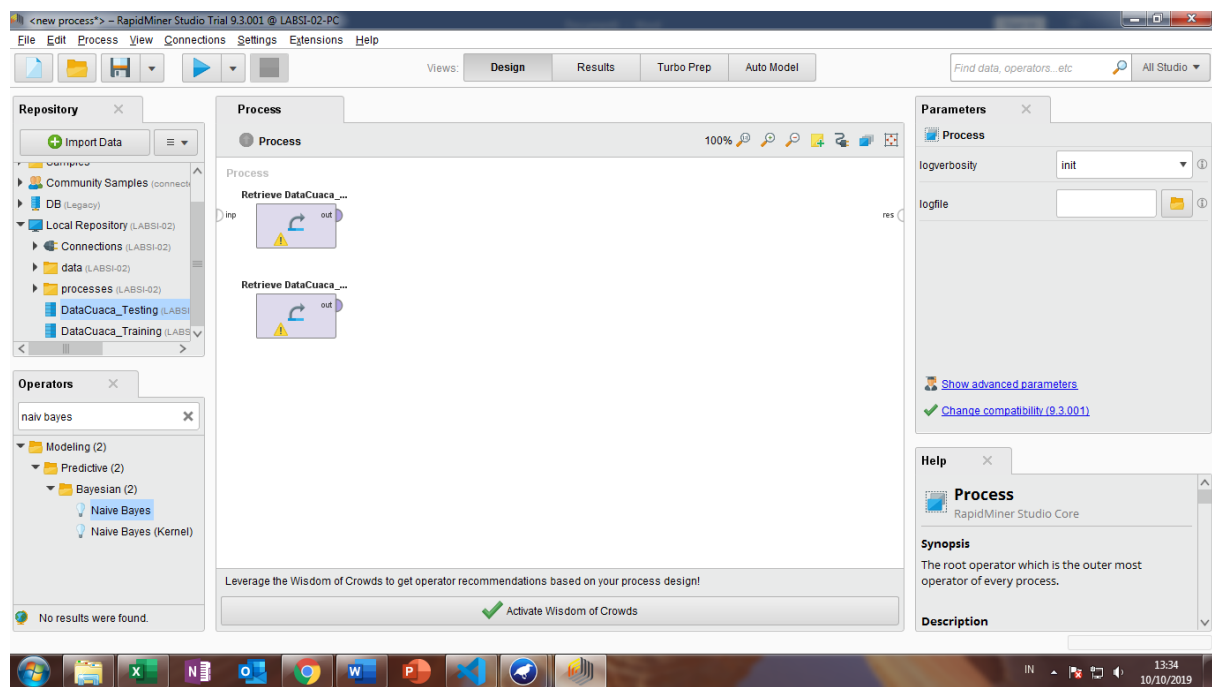 <new process*> – RapidMiner Studio Trial 9.3.001 @ LABSI-02-PC
File Edit Process View Connections Settings Extensions Help
Views: Design Results Turbo Prep Auto Model
Find data, operators...etc
All Studio
Repository
Import Data
Samples
Community Samples (connect
DB (Legacy)
Local Repository (LABSI-02)
Connections (LABSI-02)
data (LABSI-02)
processes (LABSI-02)
DataCuaca_Testing (LABSI
DataCuaca_Training (LABS
Operators
naiv bayes
Modeling (2)
Predictive (2)
Bayesian (2)
Naive Bayes
Naive Bayes (Kernel)
No results were found.
Process
Process
100%
Process
Retrieve DataCuaca_...
inp
out
res
Retrieve DataCuaca_...
out
Leverage the Wisdom of Crowds to get operator recommendations based on your process design!
Activate Wisdom of Crowds
Parameters
Process
logverbosity
init
logfile
Show advanced parameters
Change compatibility (9.3.001)
Help
Process
RapidMiner Studio Core
Synopsis
The root operator which is the outer most
operator of every process.
Description
IN
13:34
10/10/2019